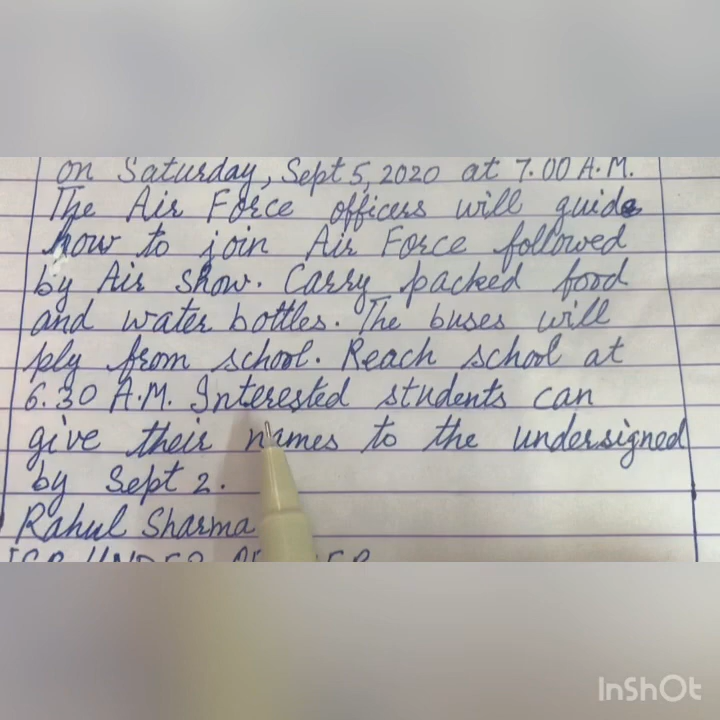 on Saturday, Sept 5, 2020 at 7.00 A.M.
The Air Force officers will guide
how to join Air Force followed
by Air show. Carry packed food
and water bottles. The buses will
ply from school. Reach school at
6.30 A.M. Interested students can
give their names to the undersigned
by Sept 2.
Rahul Sharma
InShOt